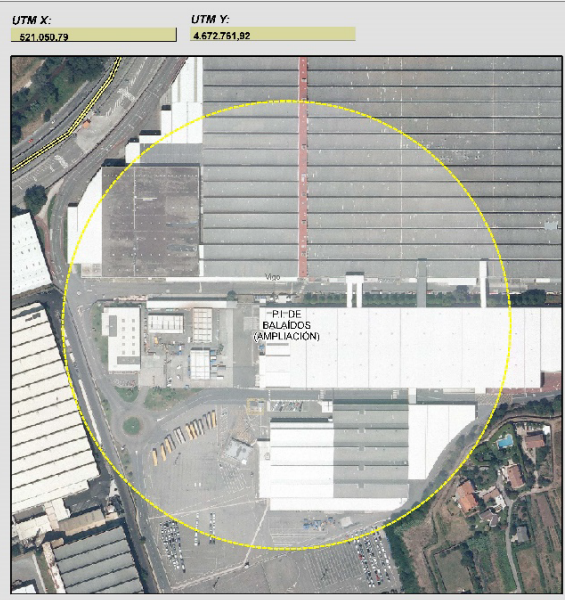 UTM X:
UTM Y:
521.050,79
4.672.751,92
Vigo
P.I. DE
BALAÍDOS
(AMPLIACIÓN)